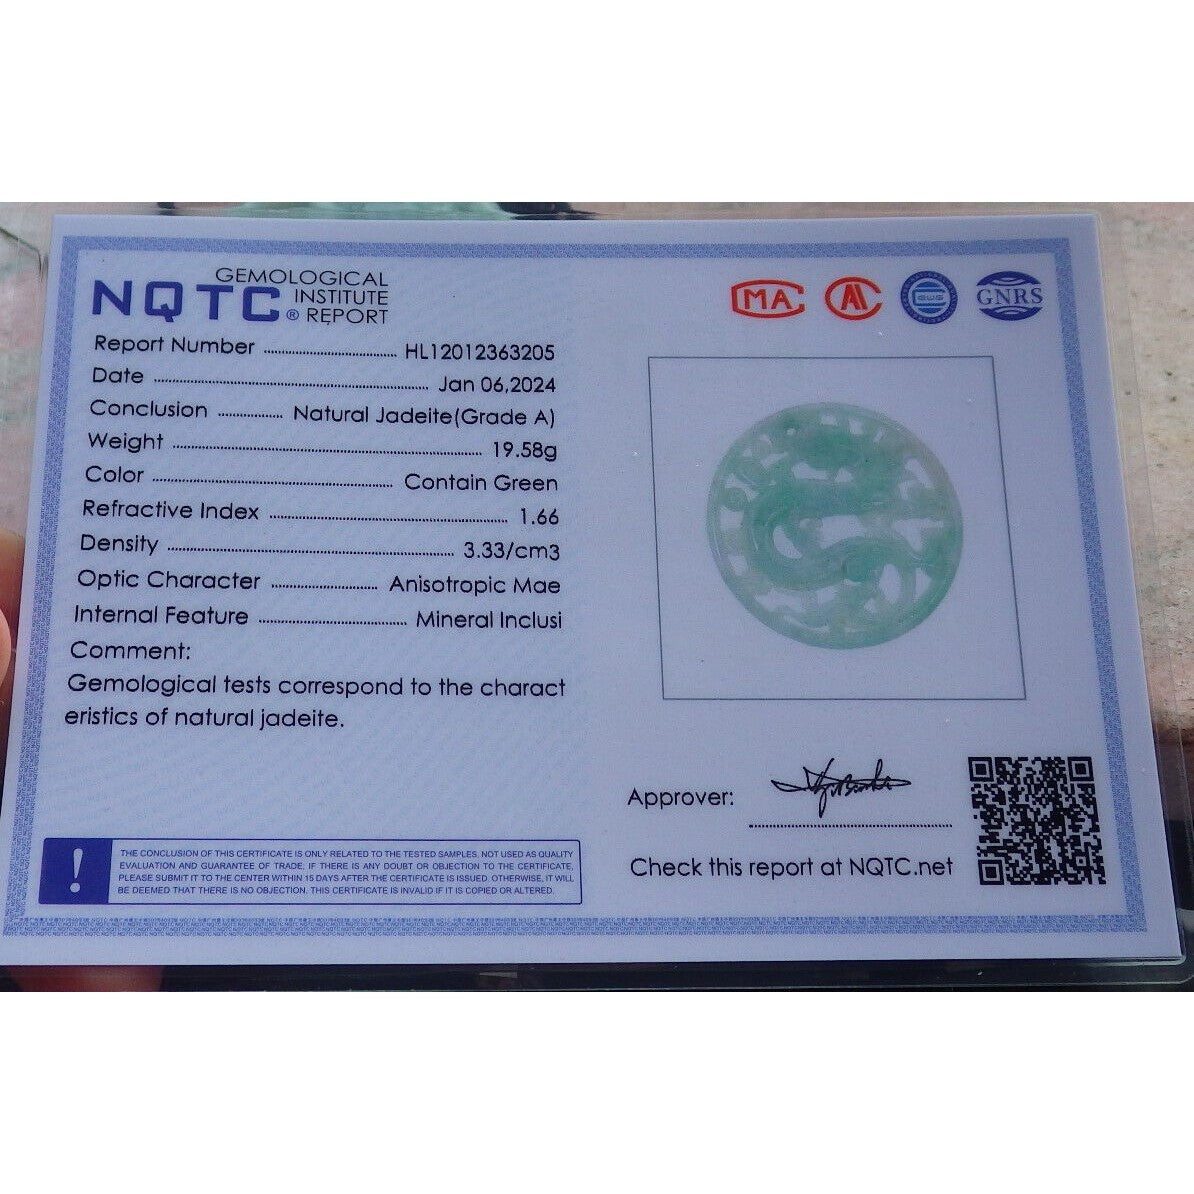 GEMOLOGICAL
NQTC INSTITUTE
® REPORT
CMA CAL CUG GNRS
Report Number ........ HL12012363205
Date ........ Jan 06,2024
Conclusion ........ Natural Jadeite(Grade A)
Weight ........ 19.58g
Color ........ Contain Green
Refractive Index ........ 1.66
Density ........ 3.33/cm3
Optic Character ........ Anisotropic Mae
Internal Feature ........ Mineral Inclusi
Comment:
Gemological tests correspond to the charact
eristics of natural jadeite.
Approver:
Check this report at NQTC.net
! THE CONCLUSION OF THIS CERTIFICATE IS ONLY RELATED TO THE TESTED SAMPLES, NOT USED AS QUALITY
EVALUATION AND GUARANTEE OF TRADE. IF THERE IS ANY DOUBT OR OBJECTION TO THE CERTIFICATE,
PLEASE SUBMIT IT TO THE CENTER WITHIN 15 DAYS AFTER THE CERTIFICATE IS ISSUED. OTHERWISE, IT WILL
BE DEEMED THAT THERE IS NO OBJECTION. THIS CERTIFICATE IS INVALID IF IT IS COPIED OR ALTERED.